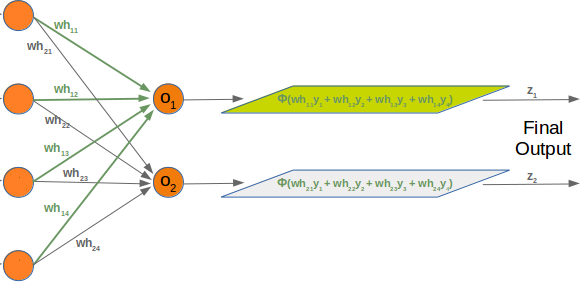 wh₁₁
wh₂₁
wh₁₂
wh₂₂
wh₁₃
wh₂₃
wh₁₄
wh₂₄
o₁
o₂
Φ(wh₁₁y₁ + wh₁₂y₂ + wh₁₃y₃ + wh₁₄y₄)
z₁
Final
Output
Φ(wh₂₁y₁ + wh₂₂y₂ + wh₂₃y₃ + wh₂₄y₄)
z₂